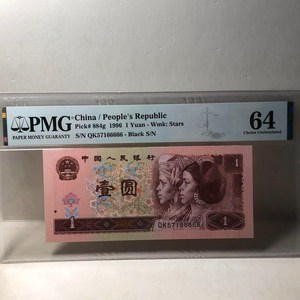 PMG
PAPER MONEY GUARANTY
China / People's Republic
Pick# 884g 1996 1 Yuan - Wmk: Stars
S/N QK57166666 - Black S/N
64
Choice Uncirculated
中国人民银行
1
壹圆
1
QK57166666